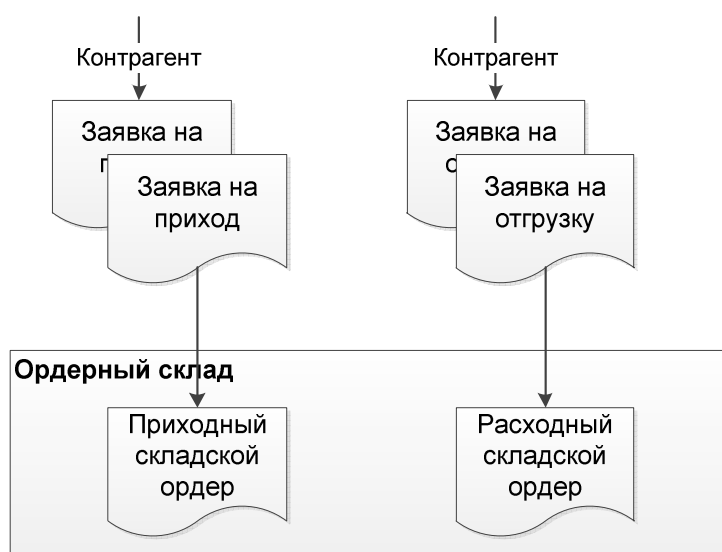 Контрагент
Заявка на
Заявка на
приход
Контрагент
Заявка на
Заявка на
отгрузку
Ордерный склад
Приходный
складской
ордер
Расходный
складской
ордер